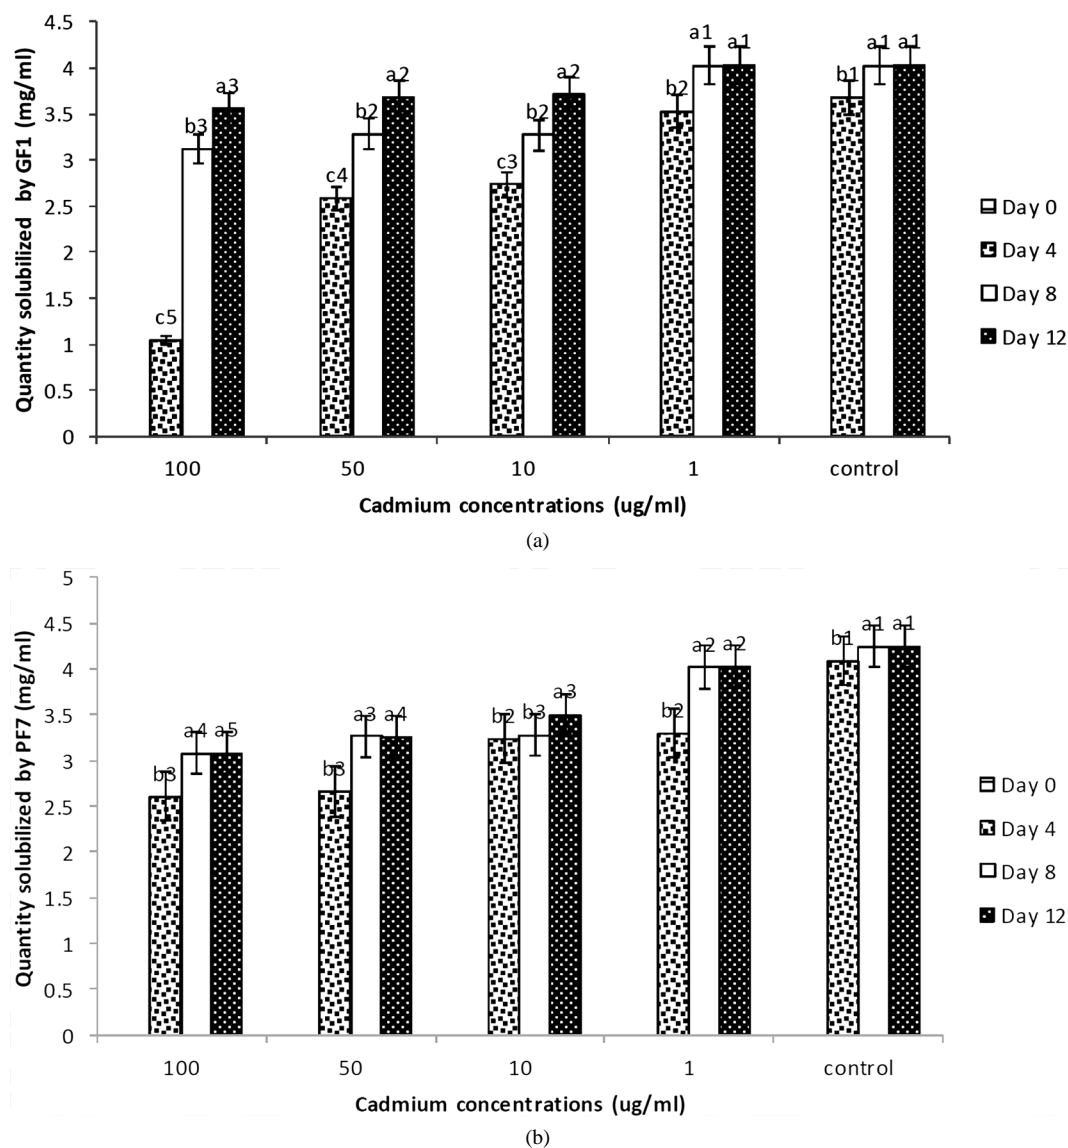 Quantity solubilized by GF1 (mg/ml)
4.5
4
3.5
3
2.5
2
1.5
1
0.5
0
c5 b3 a3
c4 b2 a2
c3 b2 a2
b2 a1 a1
b1 a1 a1
100 50 10 1 control
Cadmium concentrations (ug/ml)
Day 0
Day 4
Day 8
Day 12
(a)
Quantity solubilized by PF7 (mg/ml)
5
4.5
4
3.5
3
2.5
2
1.5
1
0.5
0
b3 a4 a5
b3 a3 a4
b2 b3 a3
b2 a2 a2
b1 a1 a1
100 50 10 1 control
Cadmium concentrations (ug/ml)
Day 0
Day 4
Day 8
Day 12
(b)